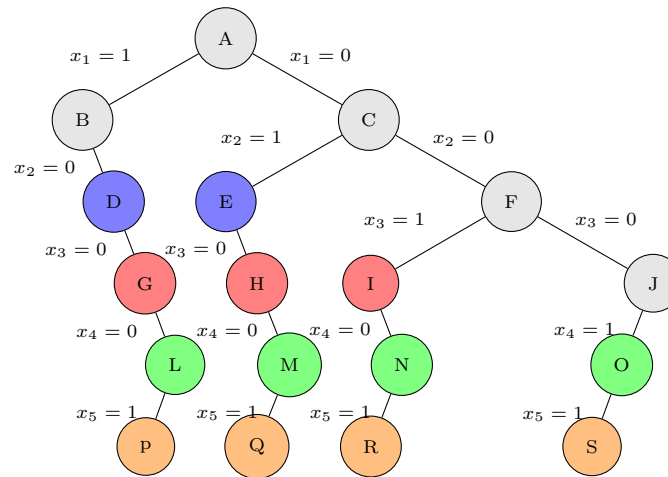 A
x₁ = 1
x₁ = 0
B
C
x₂ = 1
x₂ = 0
x₂ = 0
D
E
F
x₃ = 1
x₃ = 0
x₃ = 0
x₃ = 0
G
H
I
J
x₄ = 0
x₄ = 0
x₄ = 0
x₄ = 1
L
M
N
O
x₅ = 1
x₅ = 1
x₅ = 1
x₅ = 1
p
Q
R
S